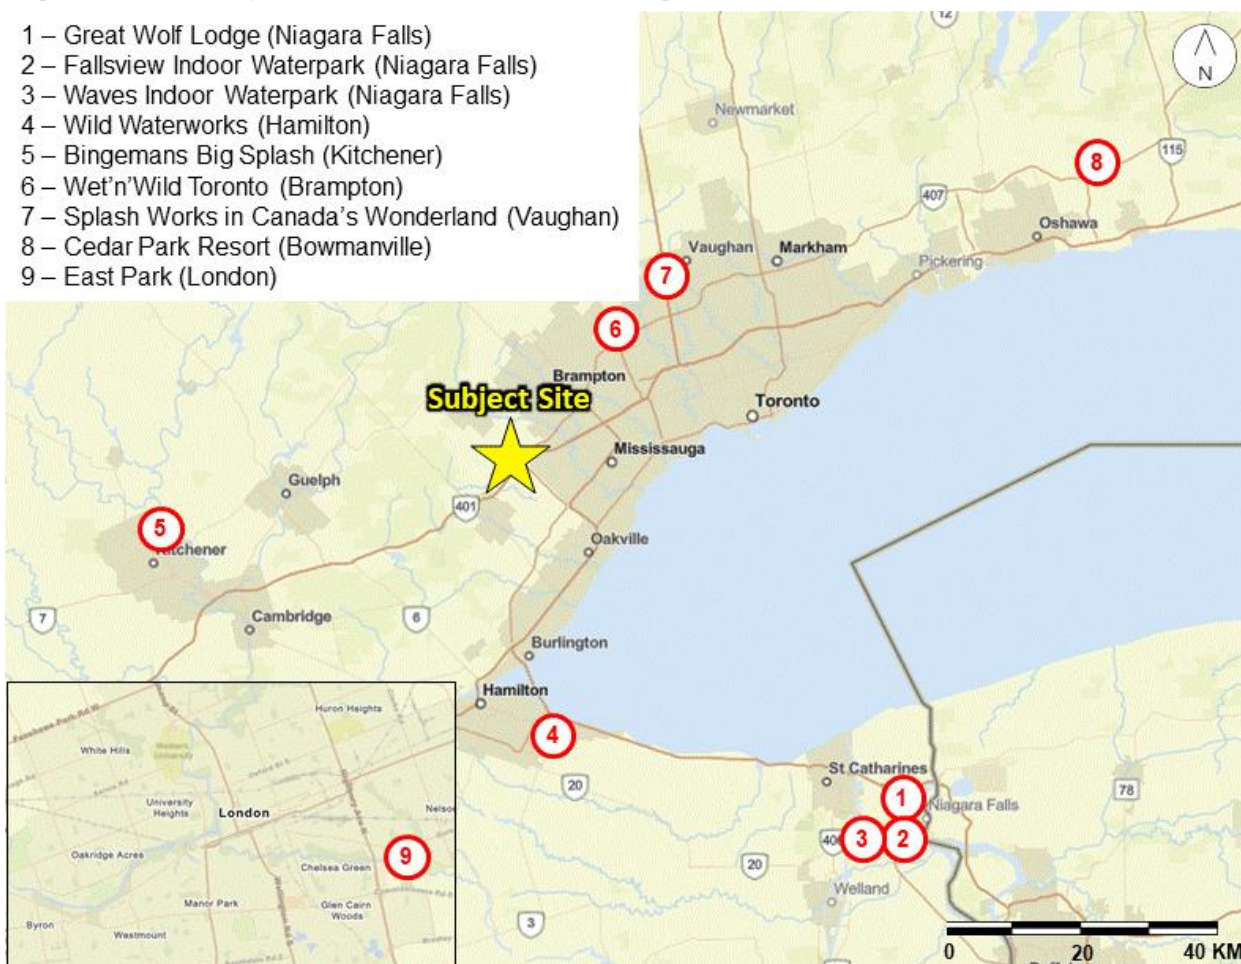 1 – Great Wolf Lodge (Niagara Falls)
2 – Fallsview Indoor Waterpark (Niagara Falls)
3 – Waves Indoor Waterpark (Niagara Falls)
4 – Wild Waterworks (Hamilton)
5 – Bingemans Big Splash (Kitchener)
6 – Wet’n’Wild Toronto (Brampton)
7 – Splash Works in Canada’s Wonderland (Vaughan)
8 – Cedar Park Resort (Bowmanville)
9 – East Park (London)
12
N
Newmarket
115
8
407
Oshawa
Vaughan
Markham
Pickering
7
6
Brampton
Subject Site
Toronto
Mississauga
Guelph
401
5
Kitchener
Oakville
Cambridge
7
6
Burlington
Hamilton
4
20
St Catharines
1
Niagara Falls
78
3
2
20
Welland
3
0
20
40 KM
Huron Heights
White Hills
University
Heights
London
Oakridge Acres
Chelsea Green
9
Manor Park
Glen Cairn
Woods
Byron
Westmount